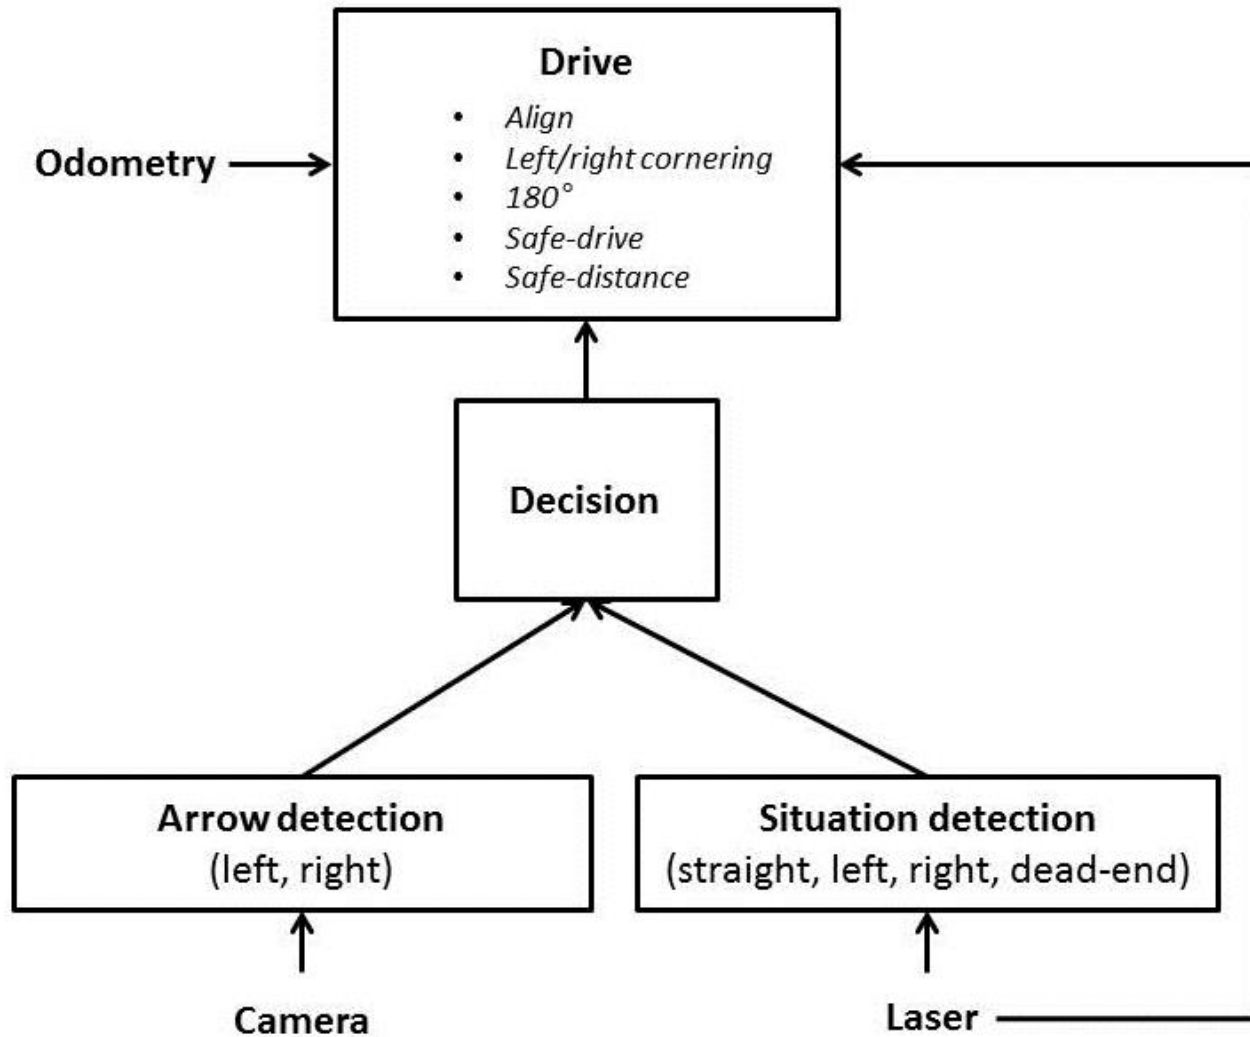 Drive
• Align
• Left/right cornering
• 180°
• Safe-drive
• Safe-distance
Odometry
Decision
Arrow detection
(left, right)
Situation detection
(straight, left, right, dead-end)
Camera
Laser